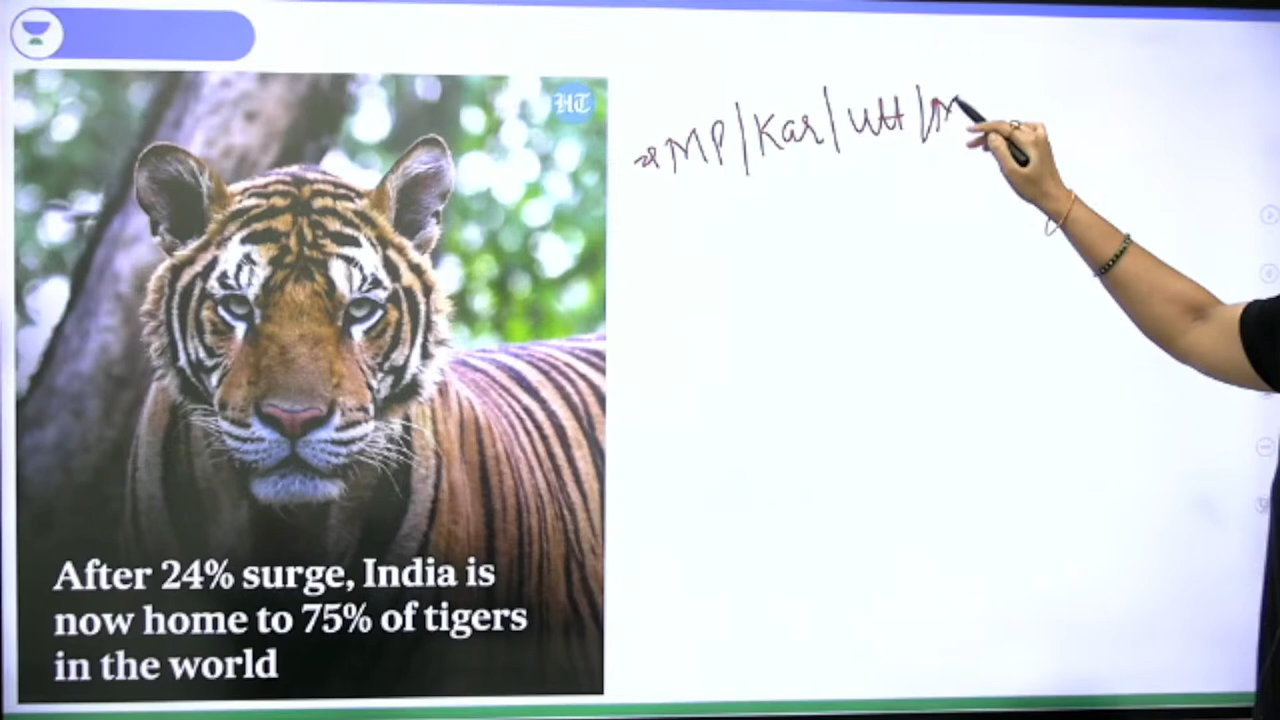 HT
After 24% surge, India is
now home to 75% of tigers
in the world
MP/Kar/Utt/M